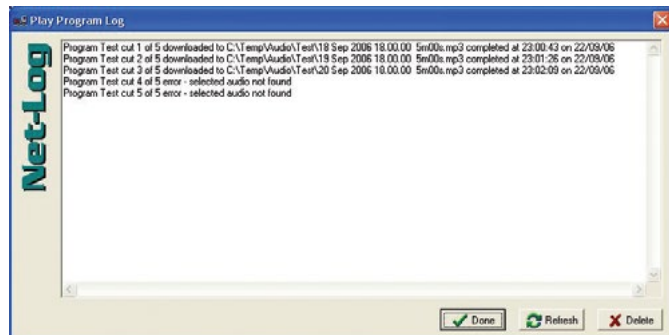 Play Program Log
Net-Log
Program Test cut 1 of 5 downloaded to C:\Temp\Audio\Test\18 Sep 2006 18.00.00 5m00s.mp3 completed at 23:00:43 on 22/09/06
Program Test cut 2 of 5 downloaded to C:\Temp\Audio\Test\19 Sep 2006 18.00.00 5m00s.mp3 completed at 23:01:26 on 22/09/06
Program Test cut 3 of 5 downloaded to C:\Temp\Audio\Test\20 Sep 2006 18.00.00 5m00s.mp3 completed at 23:02:09 on 22/09/06
Program Test cut 4 of 5 error - selected audio not found
Program Test cut 5 of 5 error - selected audio not found
Done Refresh Delete